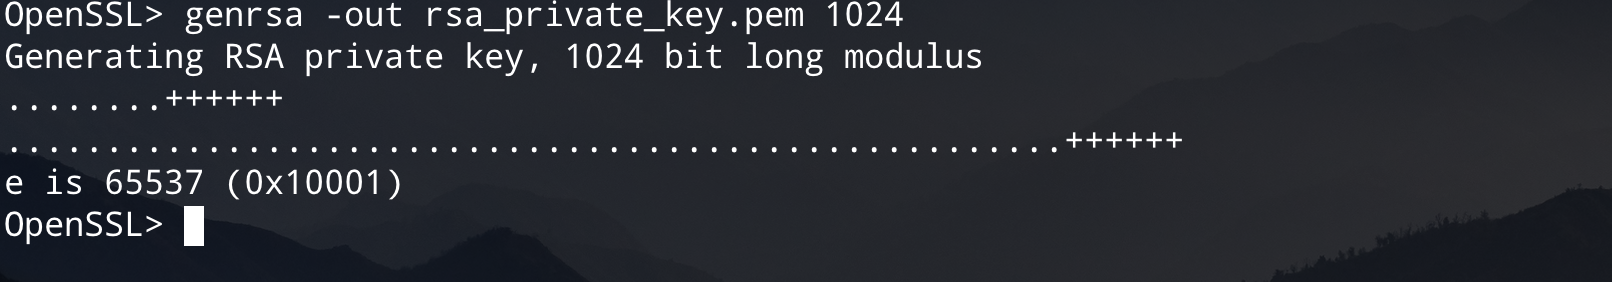 OpenSSL> genrsa -out rsa_private_key.pem 1024
Generating RSA private key, 1024 bit long modulus
........++++++
.....................................................++++++
e is 65537 (0x10001)
OpenSSL>